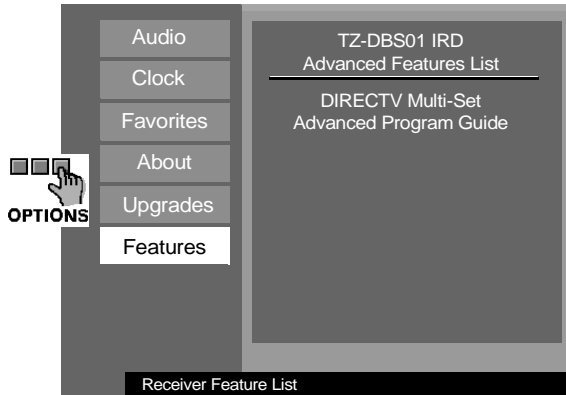 Audio
Clock
Favorites
About
Upgrades
Features
OPTIONS
TZ-DBS01 IRD
Advanced Features List
DIRECTV Multi-Set
Advanced Program Guide
Receiver Feature List